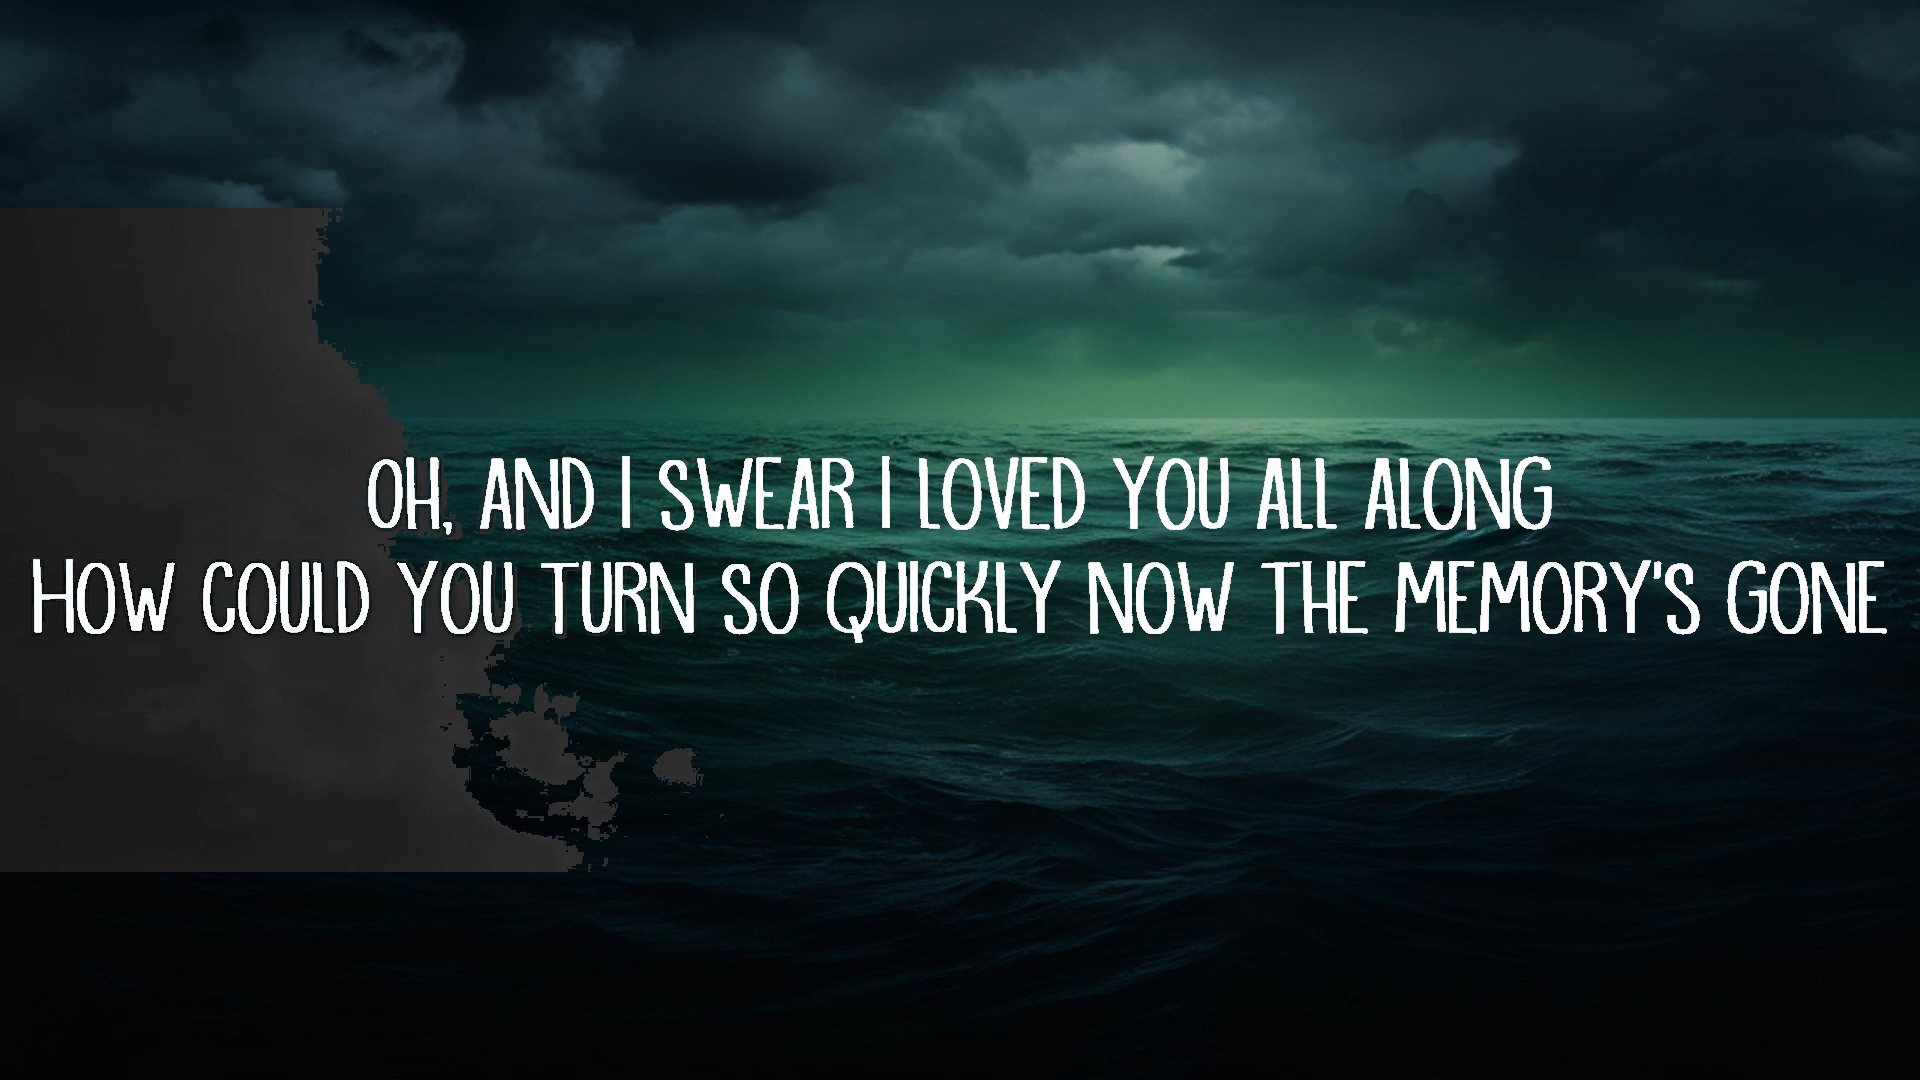 OH, AND I SWEAR I LOVED YOU ALL ALONG
HOW COULD YOU TURN SO QUICKLY NOW THE MEMORY'S GONE